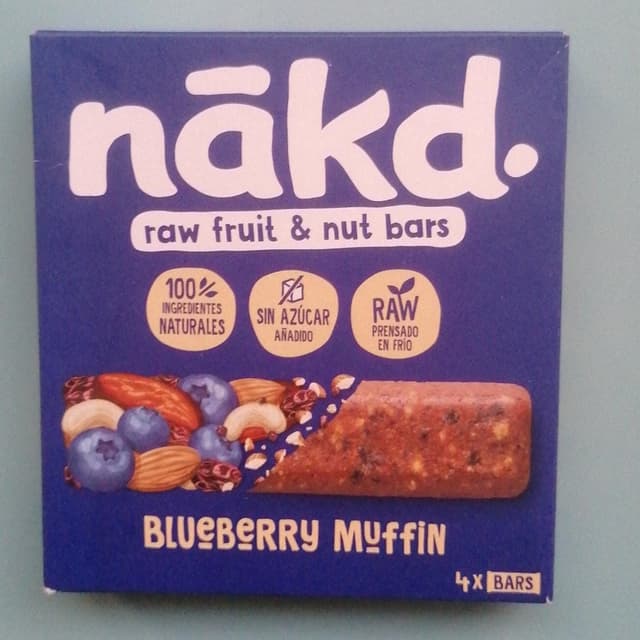 nākd.
raw fruit & nut bars
100%
INGREDIENTES
NATURALES
SIN AZÚCAR
AÑADIDO
RAW
PRENSADO
EN FRÍO
BLUEBERRY MUFFIN
4X BARS